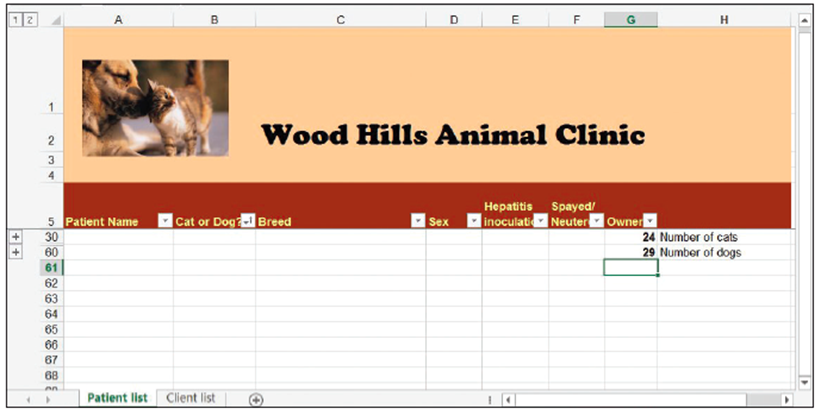 1 2 A B C D E F G H
1
2 Wood Hills Animal Clinic
3
4
Hepatitis Spayed/
5 Patient Name Cat or Dog? Breed Sex inoculati Neuter Owner
30 24 Number of cats
60 29 Number of dogs
61
62
63
64
65
66
67
68
Patient list Client list